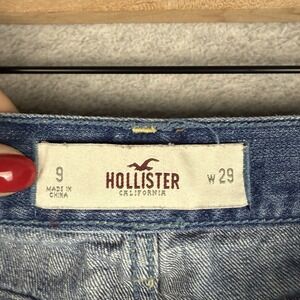 9
MADE IN
CHINA
HOLLISTER
CALIFORNIA
W 29